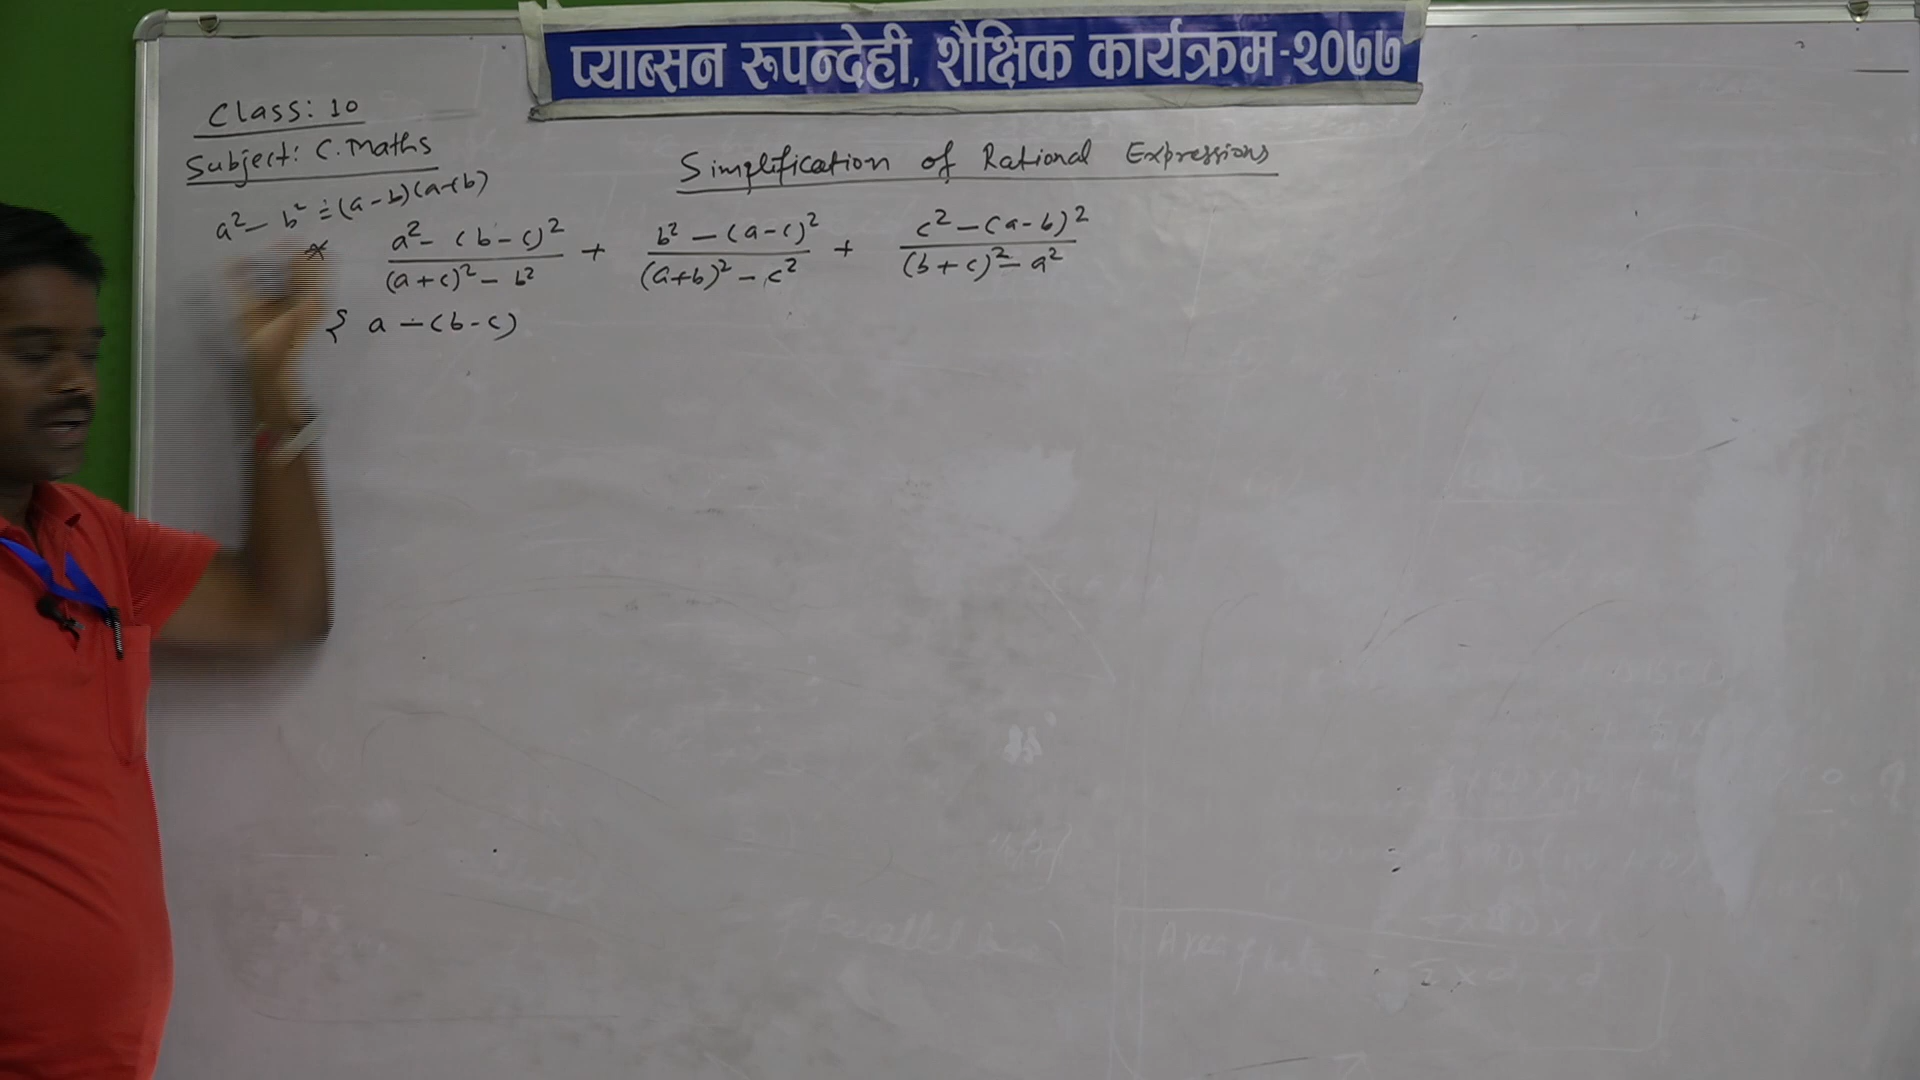 प्याब्सन रुपन्देही, शैक्षिक कार्यक्रम-२०७७
Class: 10
Subject: C. Maths
Simplification of Rational Expressions
a² - b² = (a-b)(a+b)
* a² - (b-c)² / (a+c)² - b² + b² - (a-c)² / (a+b)² - c² + c² - (a-b)² / (b+c)² - a²
{ a - (b-c)